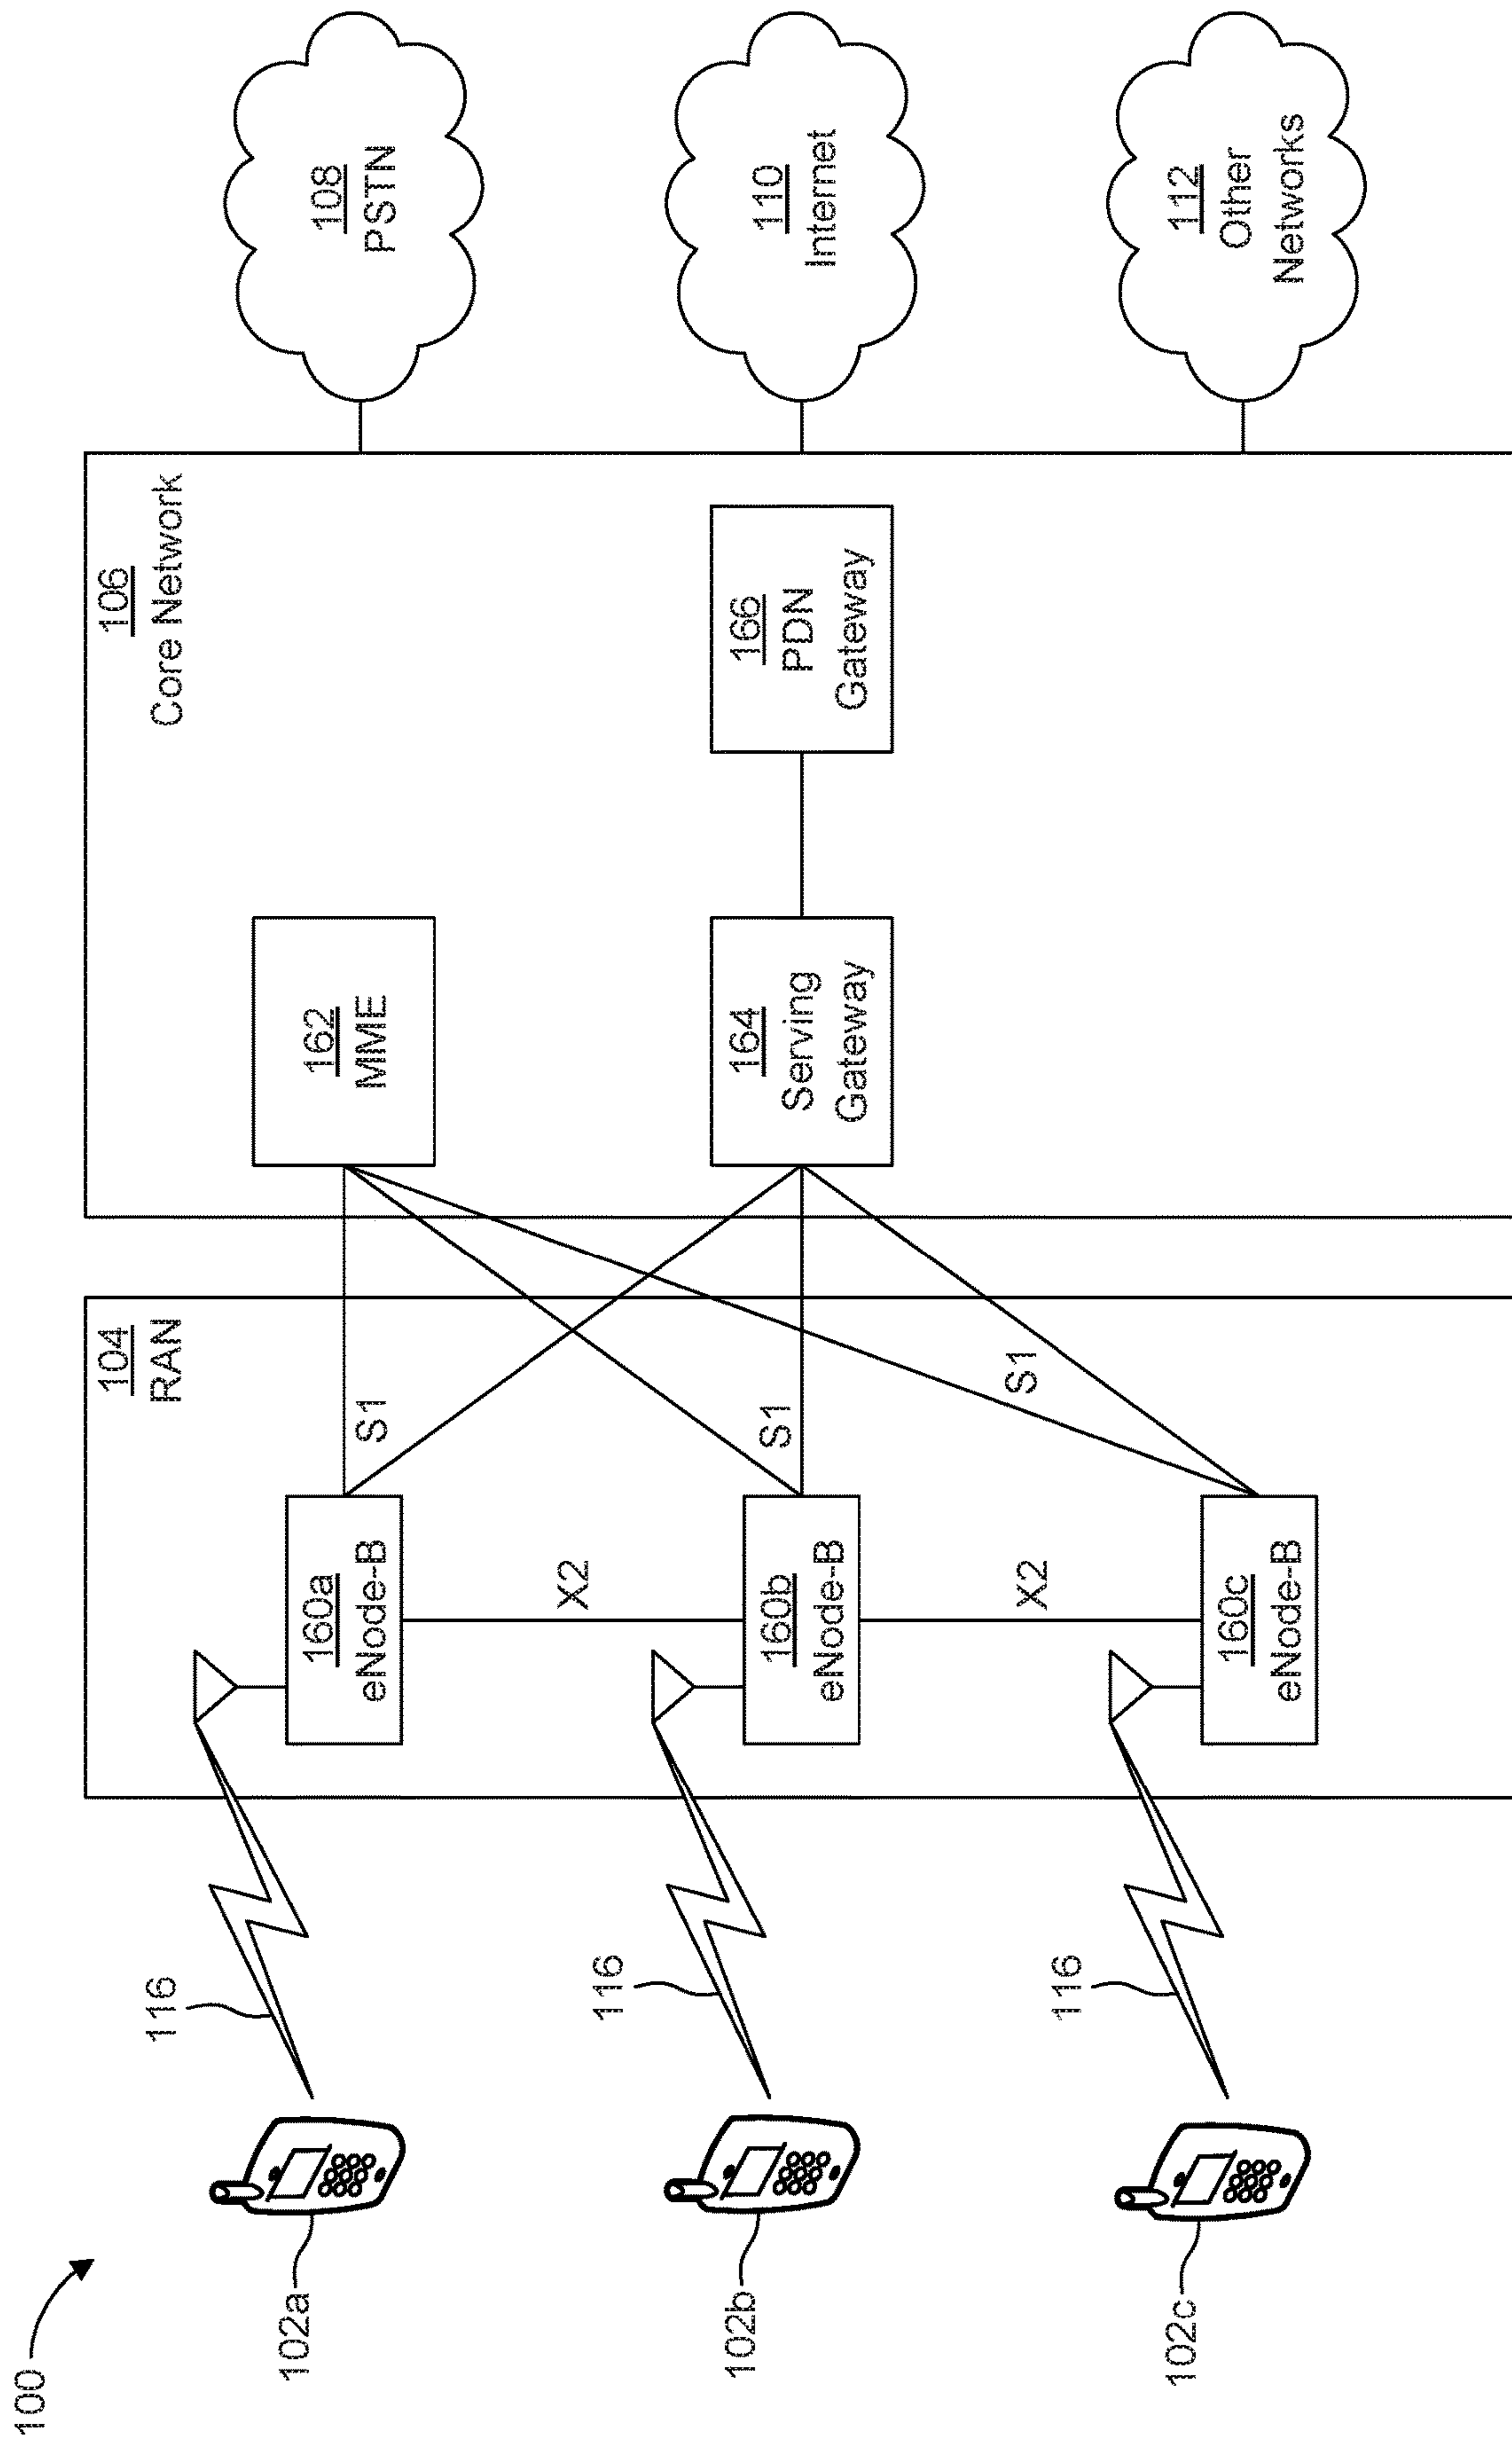 100
102a
116
102b
116
102c
116
104
RAN
160a
eNode-B
X2
160b
eNode-B
X2
160c
eNode-B
S1
S1
S1
106
Core Network
162
MME
164
Serving
Gateway
166
PDN
Gateway
108
PSTN
110
Internet
112
Other
Networks